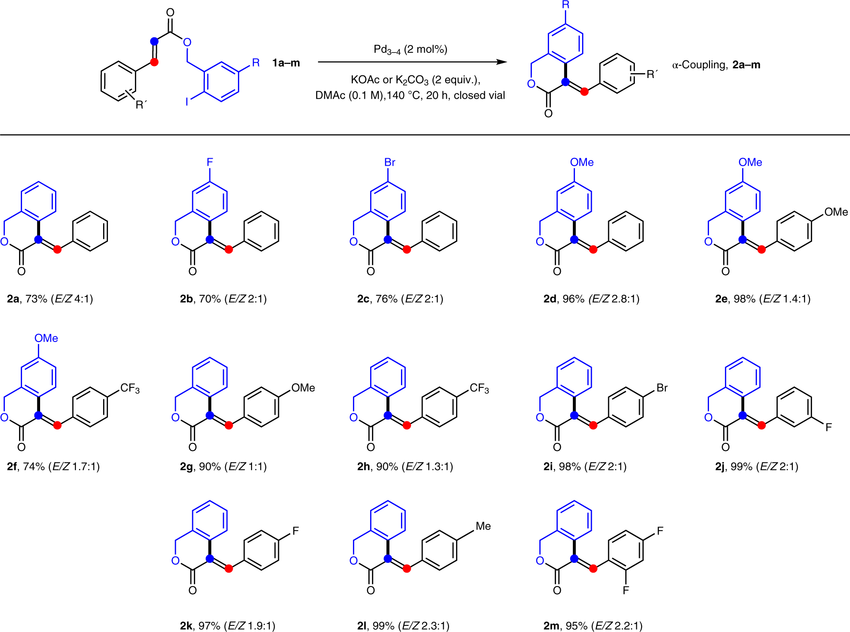 O
O
R
I
R′
1a–m
Pd3–4 (2 mol%)
KOAc or K2CO3 (2 equiv.),
DMAc (0.1 M),140 °C, 20 h, closed vial
R
O
O
R′
α-Coupling, 2a–m
F
Br
OMe
OMe
OMe
O
O
O
O
O
O
O
O
O
O
2a, 73% (E/Z 4:1)
2b, 70% (E/Z 2:1)
2c, 76% (E/Z 2:1)
2d, 96% (E/Z 2.8:1)
2e, 98% (E/Z 1.4:1)
OMe
CF3
OMe
CF3
Br
F
O
O
O
O
O
O
O
O
O
O
2f, 74% (E/Z 1.7:1)
2g, 90% (E/Z 1:1)
2h, 90% (E/Z 1.3:1)
2i, 98% (E/Z 2:1)
2j, 99% (E/Z 2:1)
F
Me
F
F
O
O
O
O
O
O
2k, 97% (E/Z 1.9:1)
2l, 99% (E/Z 2.3:1)
2m, 95% (E/Z 2.2:1)